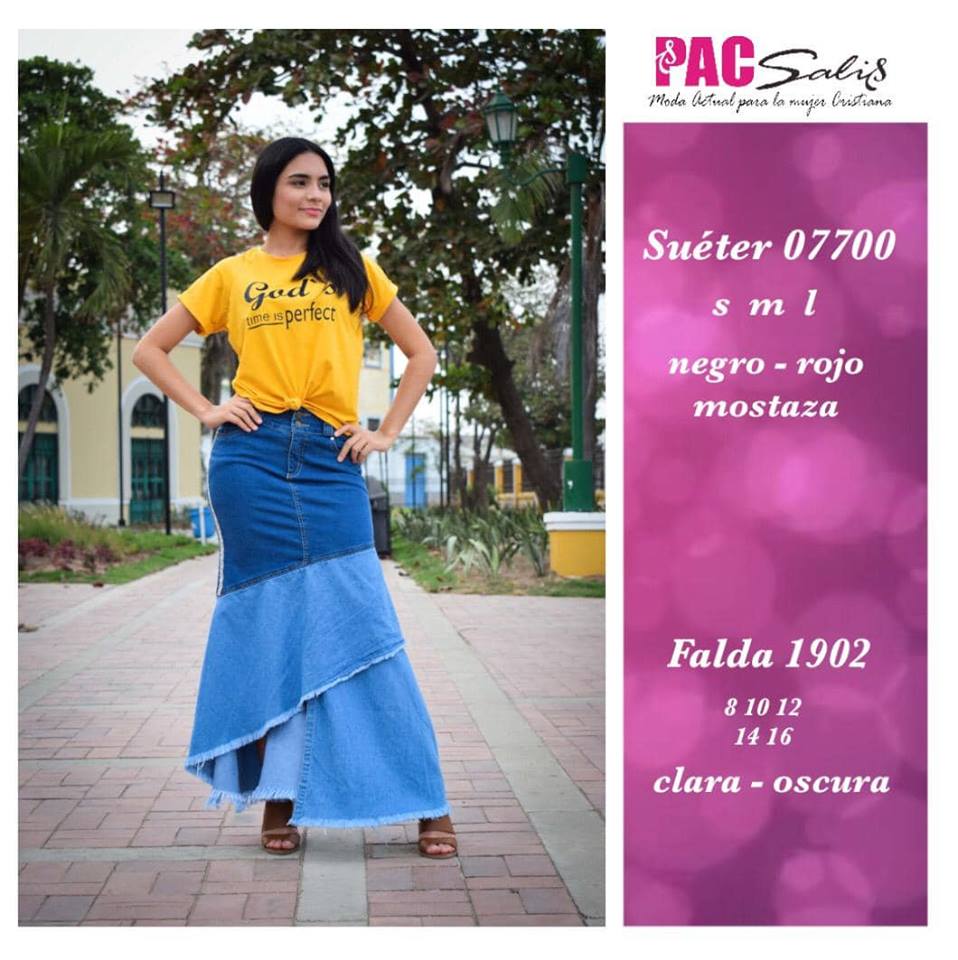 PAC Salis
Moda Actual para la mujer Cristiana
God's
time is perfect
Suéter 07700
s m l
negro - rojo
mostaza
Falda 1902
8 10 12
14 16
clara - oscura